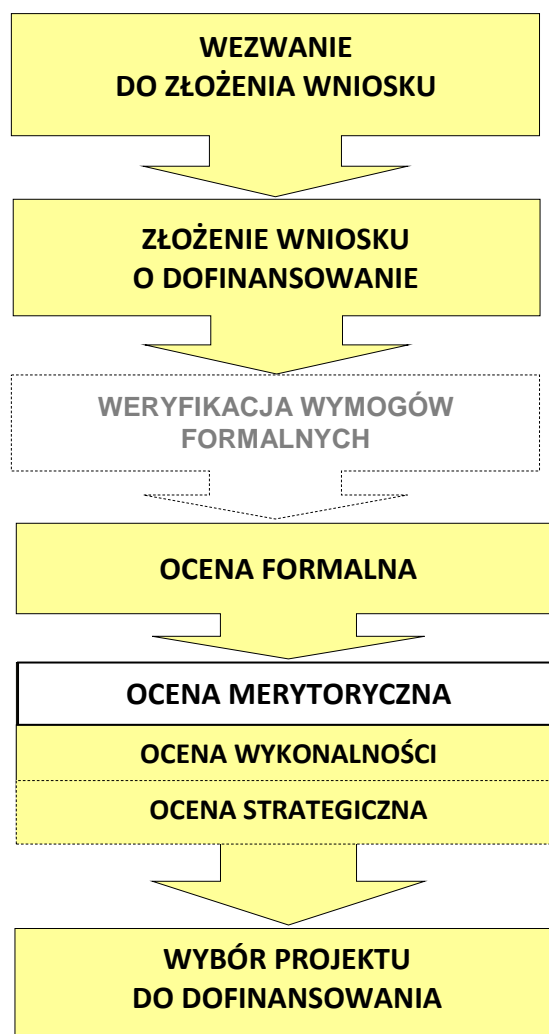 WEZWANIE
DO ZŁOŻENIA WNIOSKU
ZŁOŻENIE WNIOSKU
O DOFINANSOWANIE
WERYFIKACJA WYMOGÓW
FORMALNYCH
OCENA FORMALNA
OCENA MERYTORYCZNA
OCENA WYKONALNOŚCI
OCENA STRATEGICZNA
WYBÓR PROJEKTU
DO DOFINANSOWANIA